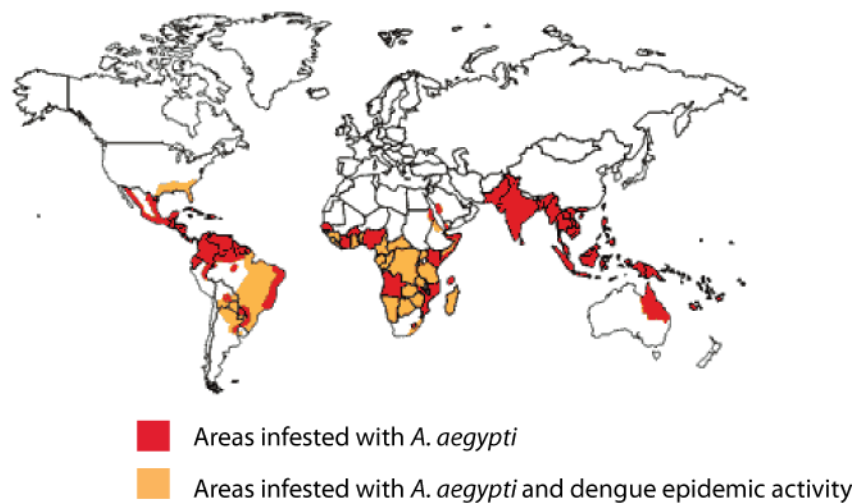 Areas infested with A. aegypti
Areas infested with A. aegypti and dengue epidemic activity